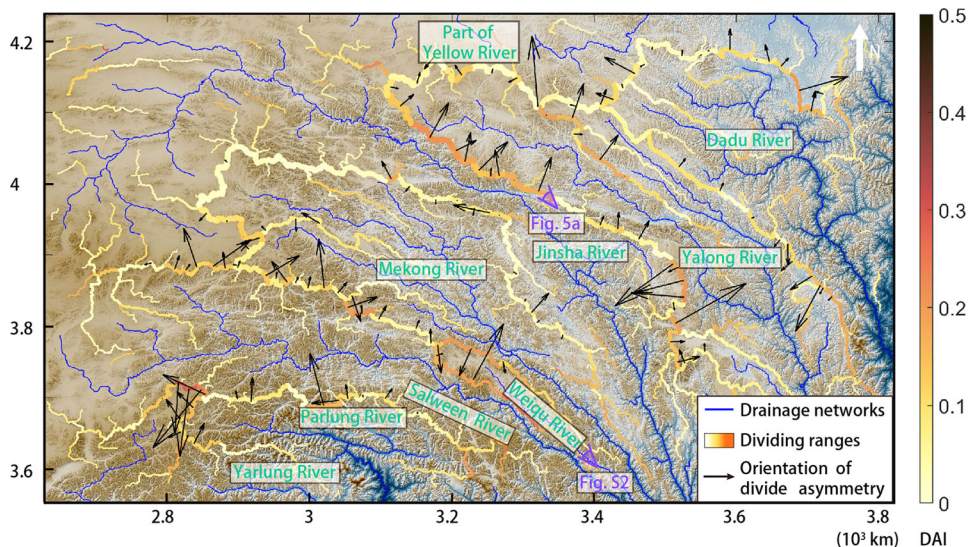 4.2
4
3.8
3.6
2.8
3
3.2
3.4
3.6
3.8
(10³ km)
Part of
Yellow River
N
Dadu River
Fig. 5a
Jinsha River
Yalong River
Mekong River
Weiqu River
Salween River
Parlung River
Yarlung River
Fig. S2
Drainage networks
Dividing ranges
Orientation of
divide asymmetry
0.5
0.4
0.3
0.2
0.1
0
DAI